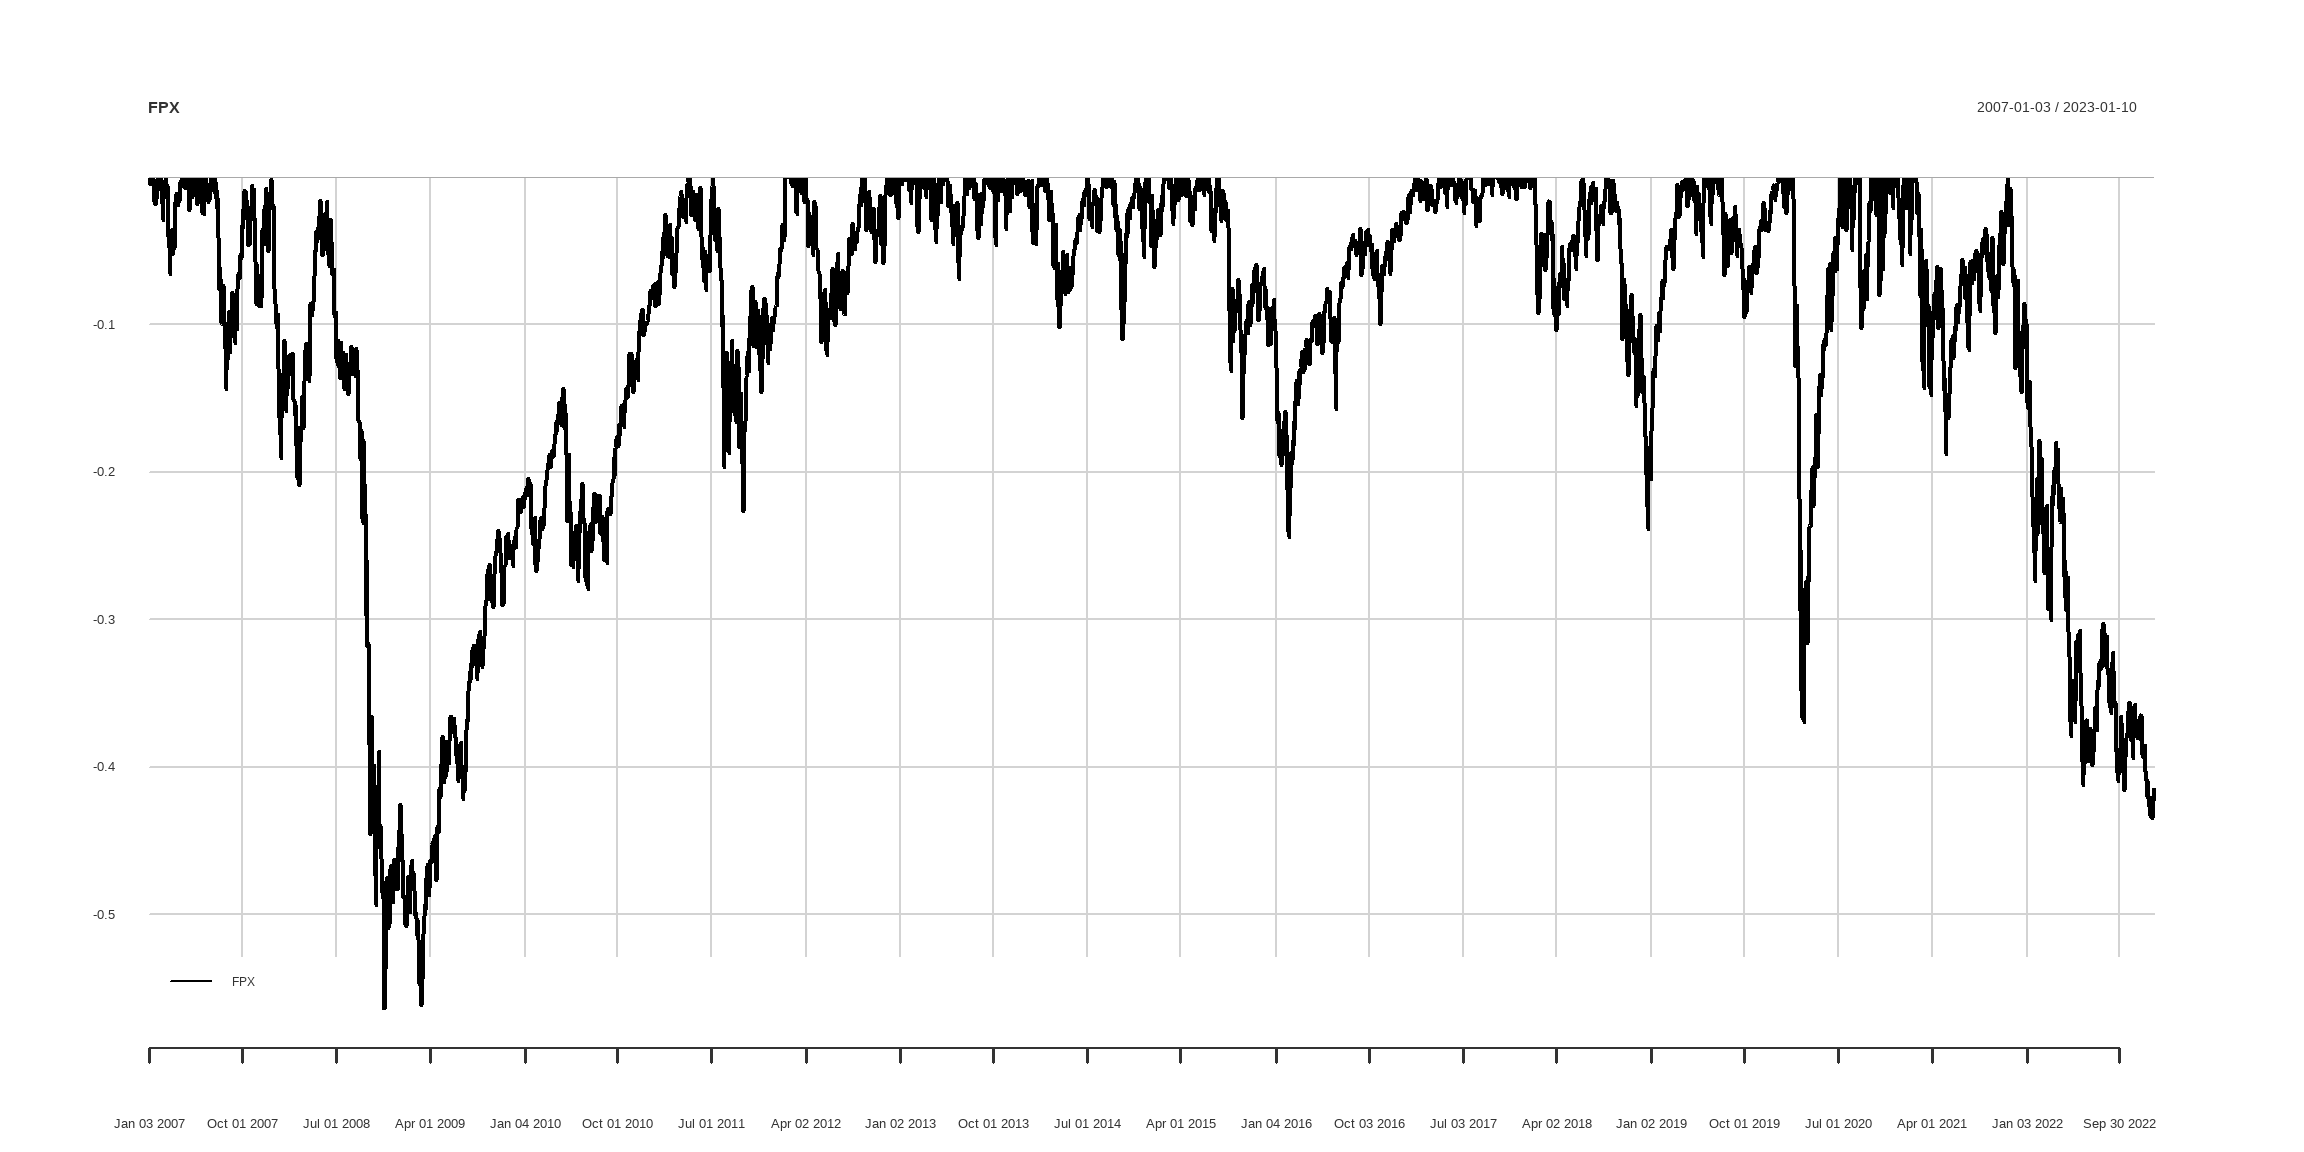 FPX
2007-01-03 / 2023-01-10
-0.1
-0.2
-0.3
-0.4
-0.5
FPX
Jan 03 2007 Oct 01 2007 Jul 01 2008 Apr 01 2009 Jan 04 2010 Oct 01 2010 Jul 01 2011 Apr 02 2012 Jan 02 2013 Oct 01 2013 Jul 01 2014 Apr 01 2015 Jan 04 2016 Oct 03 2016 Jul 03 2017 Apr 02 2018 Jan 02 2019 Oct 01 2019 Jul 01 2020 Apr 01 2021 Jan 03 2022 Sep 30 2022